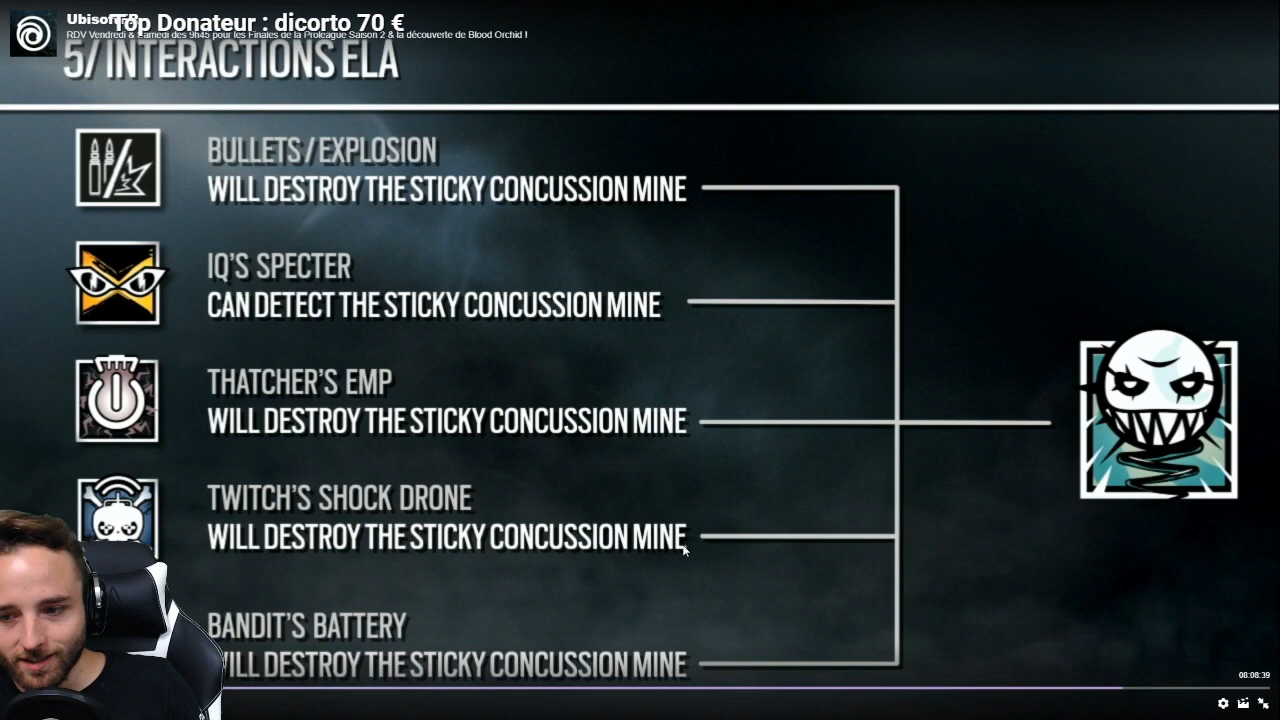 Top Donateur : dicorto 70 €
RDV Vendredi & Samedi des 9h45 pour les Finales de la Proleague Saison 2 & la découverte de Blood Orchid !
5/ INTERACTIONS ELA
BULLETS / EXPLOSION
WILL DESTROY THE STICKY CONCUSSION MINE
IQ'S SPECTER
CAN DETECT THE STICKY CONCUSSION MINE
THATCHER'S EMP
WILL DESTROY THE STICKY CONCUSSION MINE
TWITCH'S SHOCK DRONE
WILL DESTROY THE STICKY CONCUSSION MINE
BANDIT'S BATTERY
WILL DESTROY THE STICKY CONCUSSION MINE
08:08:39